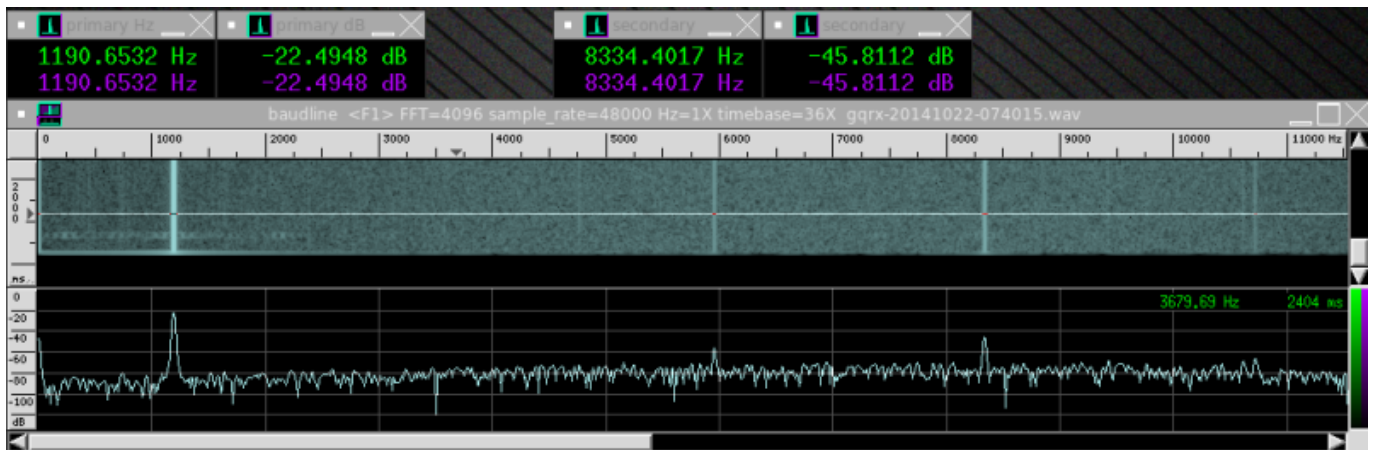 primary Hz
primary dB
secondary
secondary
1190.6532 Hz
-22.4948 dB
8334.4017 Hz
-45.8112 dB
1190.6532 Hz
-22.4948 dB
8334.4017 Hz
-45.8112 dB
baudline <F1> FFT=4096 sample_rate=48000 Hz=1X timebase=36X gqrx-20141022-074015.wav
0 1000 2000 3000 4000 5000 6000 7000 8000 9000 10000 11000 Hz
2000
ms
0
3679.69 Hz 2404 ms
-20
-40
-60
-80
-100
dB